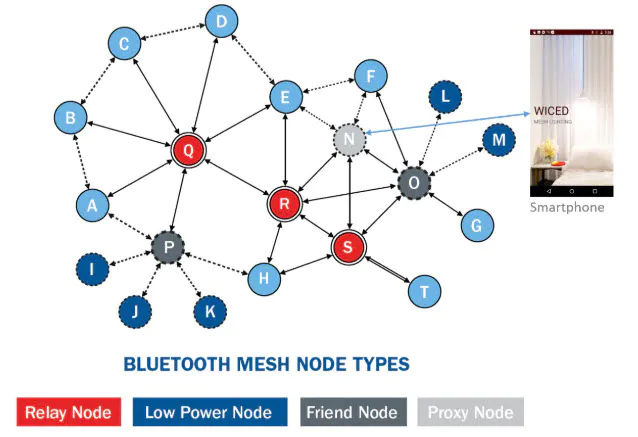 D
C
F
E
L
B
WICED
MESH LIGHTING
N
M
Q
O
A
R
Smartphone
G
P
S
I
H
T
J
K
BLUETOOTH MESH NODE TYPES
Relay Node
Low Power Node
Friend Node
Proxy Node